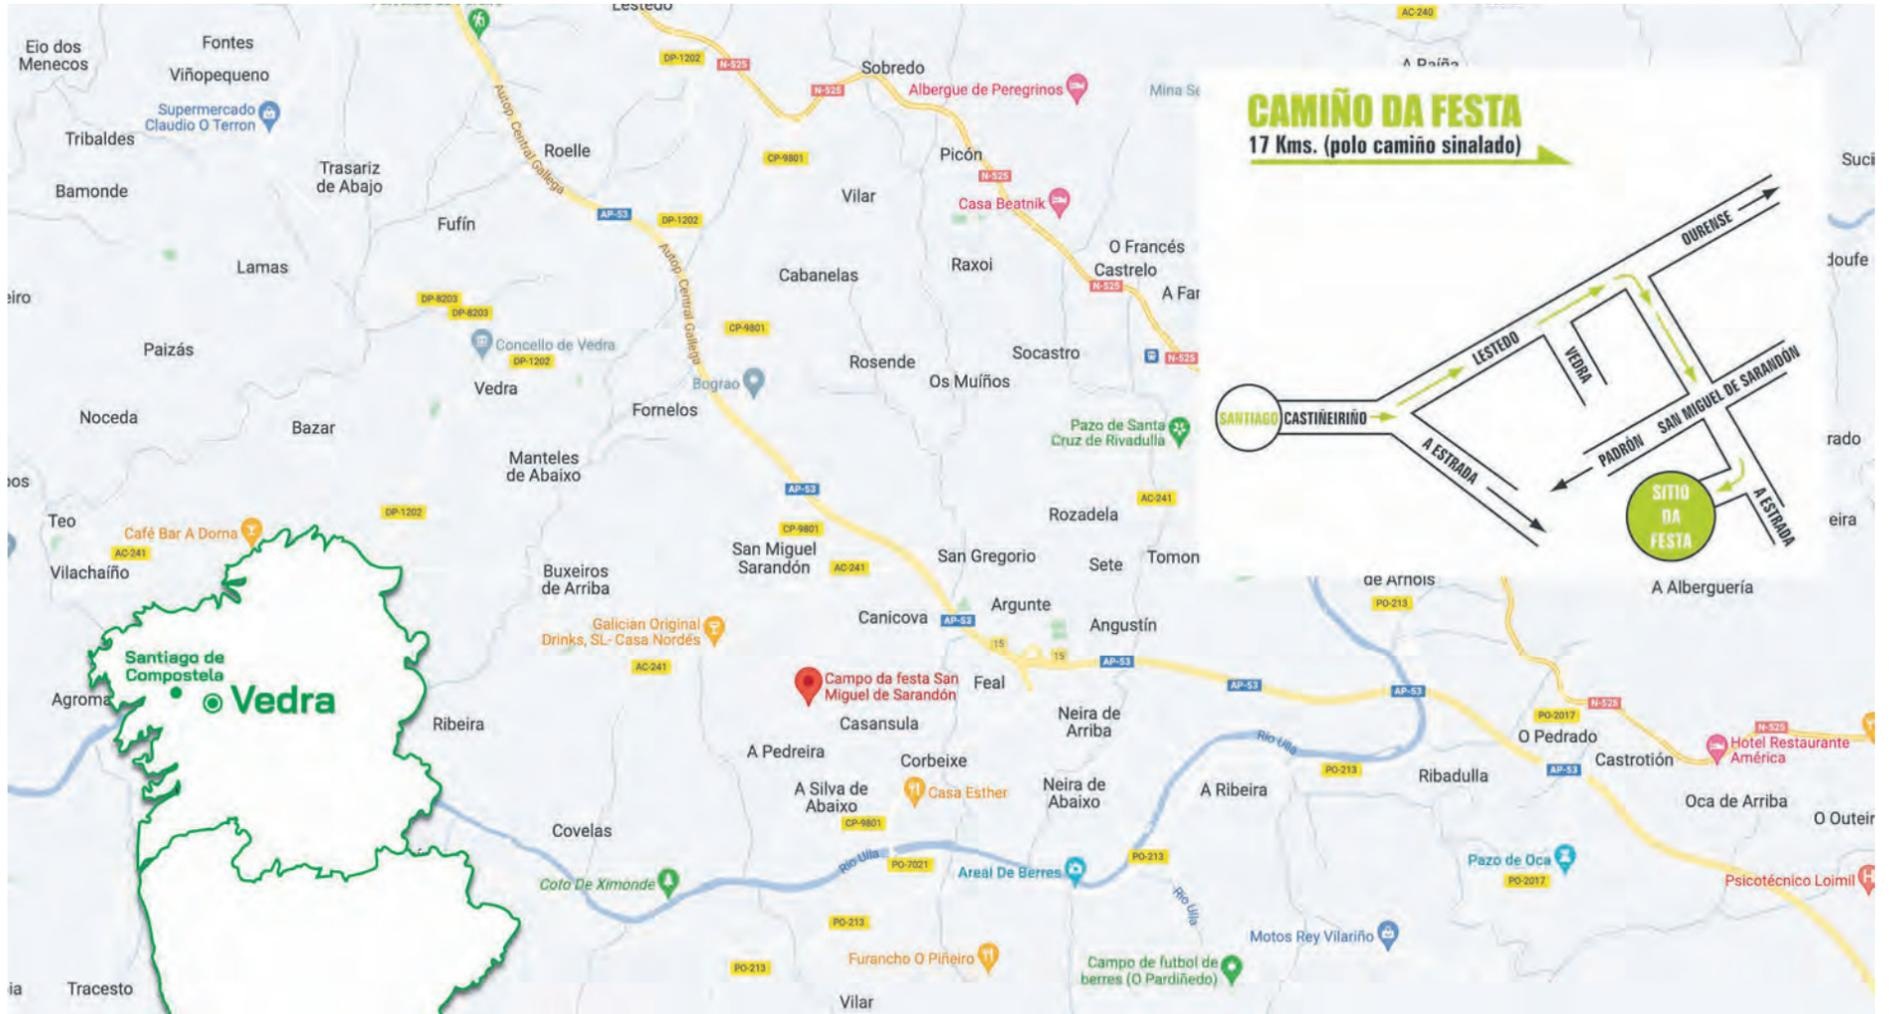 Lestedo
AC-240
Fontes
Eio dos
Menecos
Viñopequeno
DP-1202
N-525
Sobredo
A Raíña
N-525
Albergue de Peregrinos
Supermercado
Claudio O Terron
Tribaldes
Autop. Central Gallega
Roelle
CP-9801
Picón
Trasariz
de Abajo
Bamonde
N-525
Vilar
Casa Beatnik
AP-53
DP-1202
Fufín
O Francés
Castrelo
Raxoi
Cabanelas
Lamas
Autop. Central Gallega
N-525
DP-8203
DP-8203
CP-9801
Concello de Vedra
DP-1202
Paizás
Socastro
N-525
Rosende
Os Muíños
Vedra
Bograo
Fornelos
Noceda
Bazar
Pazo de Santa
Cruz de Rivadulla
Manteles
de Abaixo
AP-53
AC-241
DP-1202
Rozadela
Teo
Café Bar A Dorna
CP-9801
AC-241
San Miguel
Sarandón
San Gregorio
Sete
AC-241
Vilachaíño
Buxeiros
de Arriba
Argunte
Canicova
AP-53
Angustín
Galician Original
Drinks, SL- Casa Nordés
15
15
AP-53
AC-241
Campo da festa San
Miguel de Sarandón
Feal
AP-53
AP-53
Casansula
Neira de
Arriba
Ribeira
A Pedreira
Corbeixe
Río Ulla
PO-213
A Silva de
Abaixo
Casa Esther
Neira de
Abaixo
A Ribeira
Ribadulla
CP-9801
Covelas
Río Ulla
PO-7021
PO-213
Areal De Berres
Coto De Ximonde
Río Ulla
PO-213
PO-213
Furancho O Piñeiro
Campo de futbol de
berres (O Pardiñedo)
Motos Rey Vilariño
Vilar
Tracesto
de Arnois
PO-213
A Alberguería
N-525
PO-2017
O Pedrado
N-525
Hotel Restaurante
América
AP-53
Castrotión
Oca de Arriba
Pazo de Oca
PO-2017
Psicotécnico Loimil
Santiago de
Compostela
Vedra
CAMIÑO DA FESTA
17 Kms. (polo camiño sinalado)
OURENSE
LESTEDO
VEDRA
SANTIAGO
CASTIÑEIRIÑO
A ESTRADA
PADRÓN
SAN MIGUEL DE SARANDÓN
SITIO
DA
FESTA
A ESTRADA